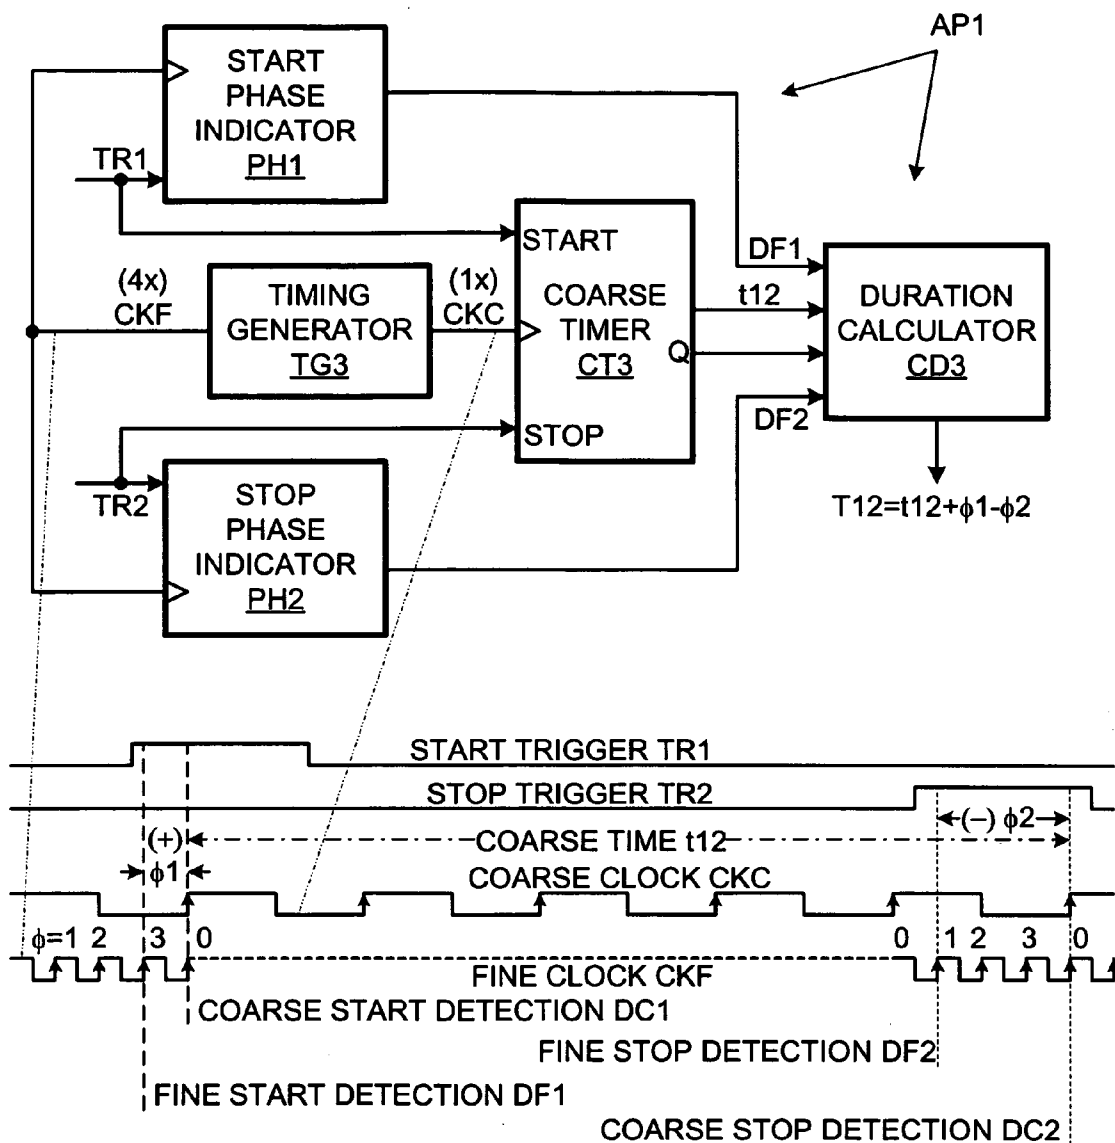 AP1
START
PHASE
INDICATOR
PH1
TR1
START
DF1
(4x)
CKF
TIMING
GENERATOR
TG3
(1x)
CKC
COARSE
TIMER
CT3
Q
t12
DURATION
CALCULATOR
CD3
DF2
STOP
TR2
STOP
PHASE
INDICATOR
PH2
T12=t12+ϕ1-ϕ2
START TRIGGER TR1
STOP TRIGGER TR2
(+)
ϕ1
COARSE TIME t12
(–) ϕ2
COARSE CLOCK CKC
ϕ=1 2 3 0 0 1 2 3 0
FINE CLOCK CKF
COARSE START DETECTION DC1
FINE STOP DETECTION DF2
FINE START DETECTION DF1
COARSE STOP DETECTION DC2